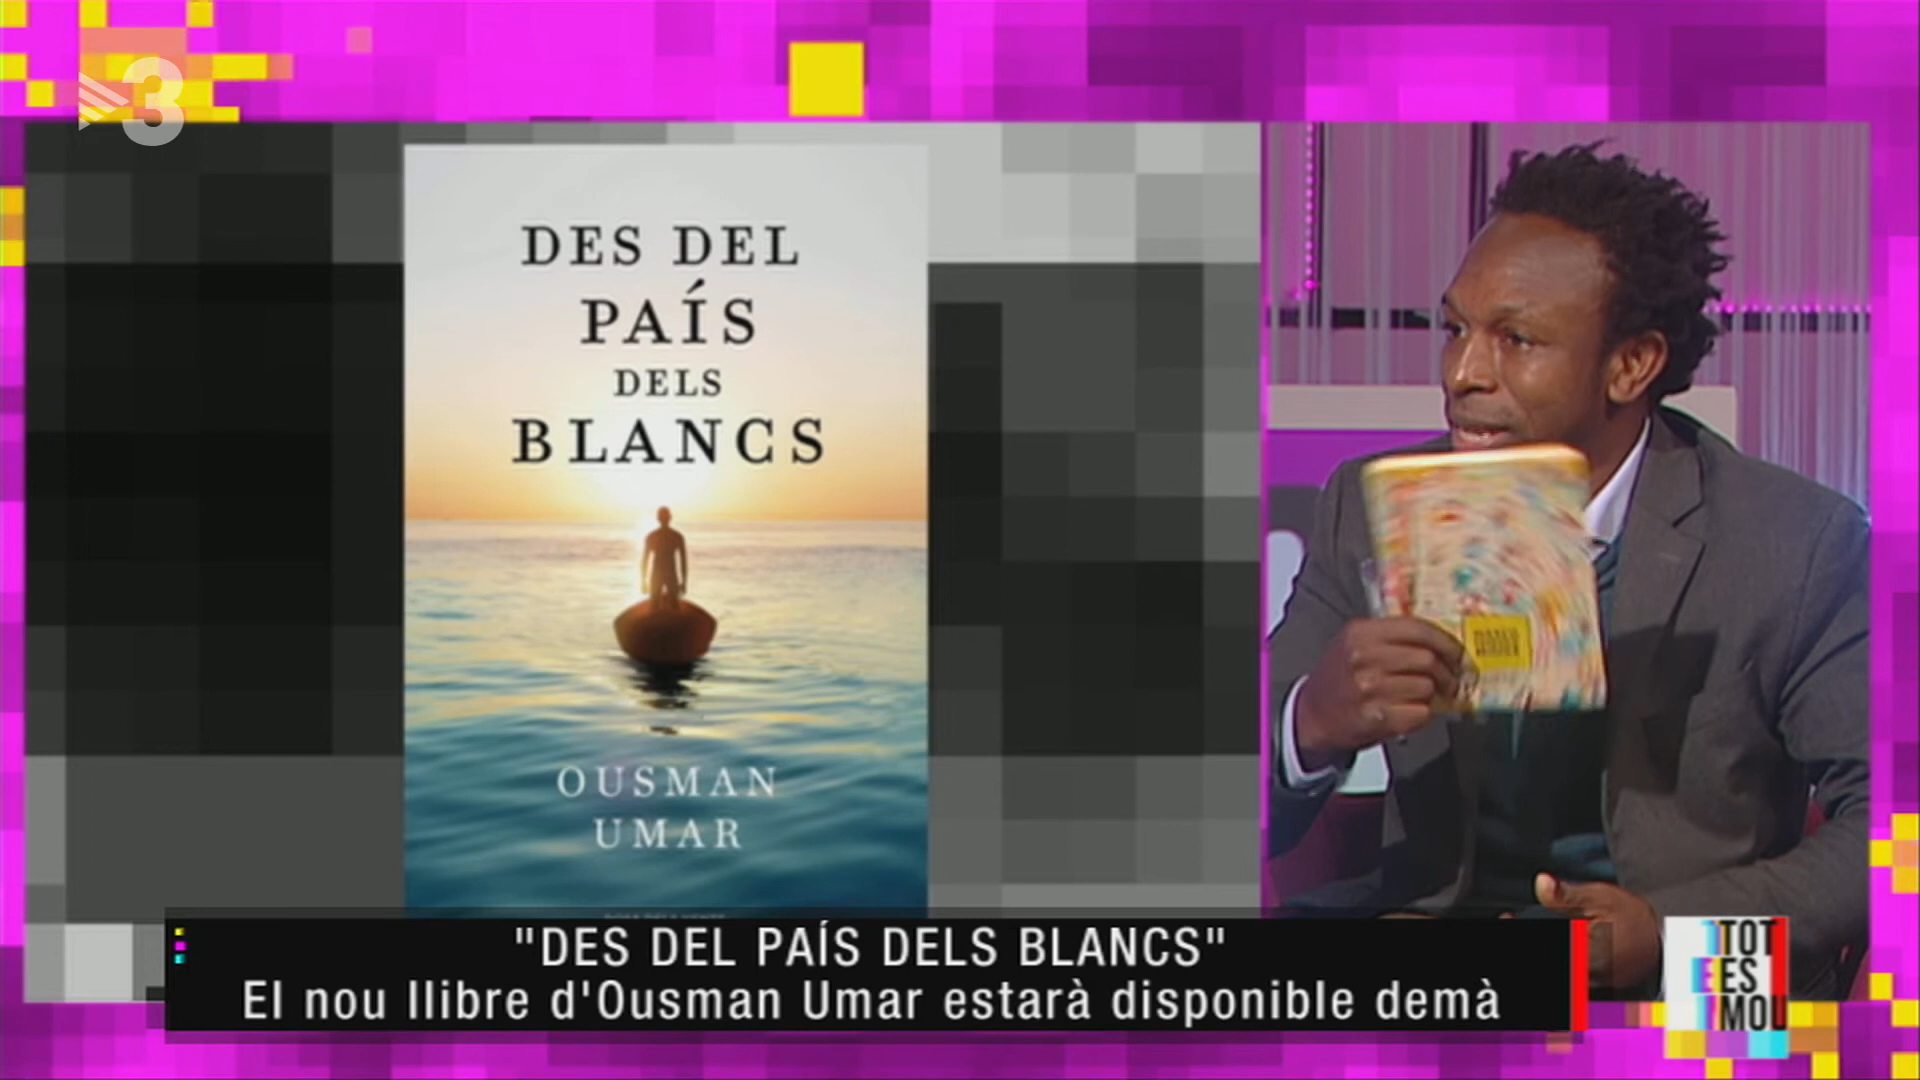 3
DES DEL
PAÍS
DELS
BLANCS
OUSMAN
UMAR
"DES DEL PAÍS DELS BLANCS"
El nou llibre d'Ousman Umar estarà disponible demà
TOT
ES
MOU